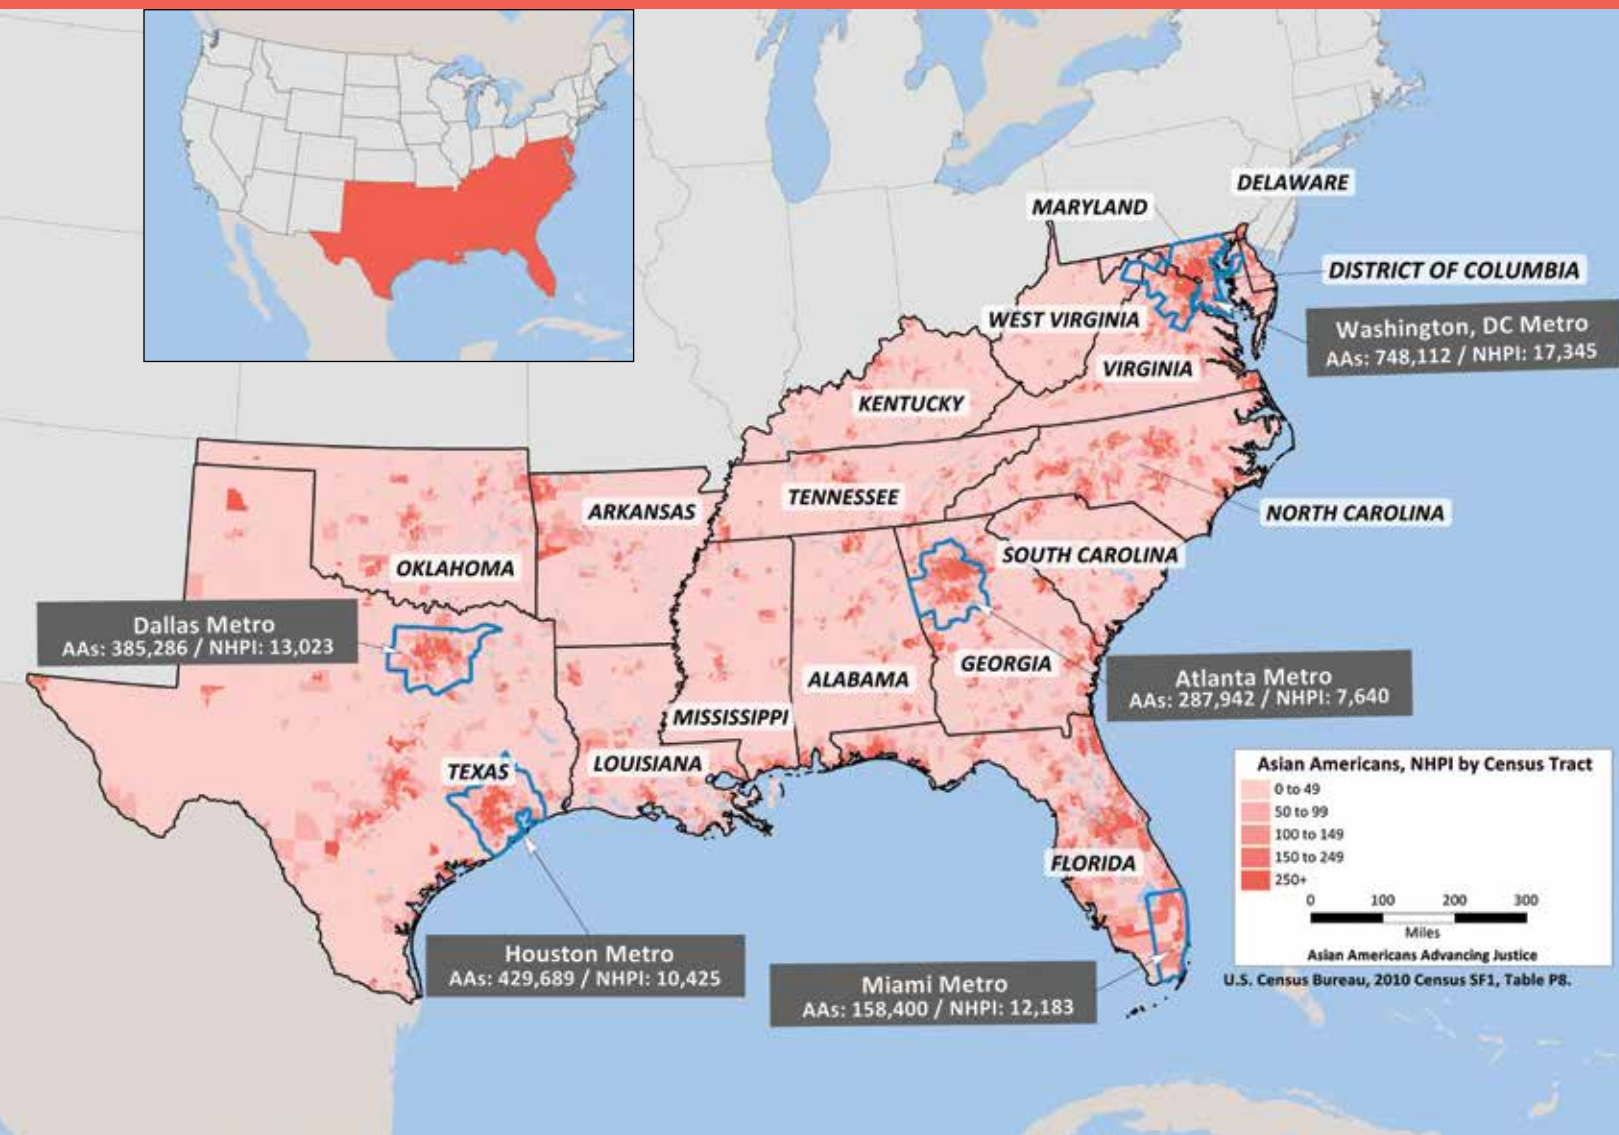 DELAWARE
MARYLAND
DISTRICT OF COLUMBIA
WEST VIRGINIA
Washington, DC Metro
AAs: 748,112 / NHPI: 17,345
VIRGINIA
KENTUCKY
TENNESSEE
ARKANSAS
NORTH CAROLINA
SOUTH CAROLINA
OKLAHOMA
Dallas Metro
AAs: 385,286 / NHPI: 13,023
GEORGIA
ALABAMA
Atlanta Metro
AAs: 287,942 / NHPI: 7,640
MISSISSIPPI
LOUISIANA
TEXAS
Asian Americans, NHPI by Census Tract
0 to 49
50 to 99
100 to 149
150 to 249
250+
0 100 200 300
Miles
Asian Americans Advancing Justice
U.S. Census Bureau, 2010 Census SF1, Table P8.
FLORIDA
Houston Metro
AAs: 429,689 / NHPI: 10,425
Miami Metro
AAs: 158,400 / NHPI: 12,183